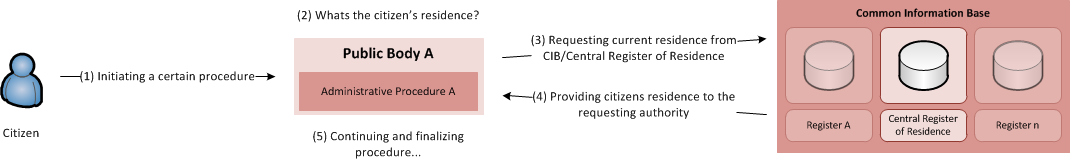 (2) Whats the citizen's residence?
Common Information Base
(3) Requesting current residence from
CIB/Central Register of Residence
Public Body A
(1) Initiating a certain procedure
Administrative Procedure A
(4) Providing citizens residence to the
requesting authority
Register A
Central Register
of Residence
Register n
Citizen
(5) Continuing and finalizing
procedure...